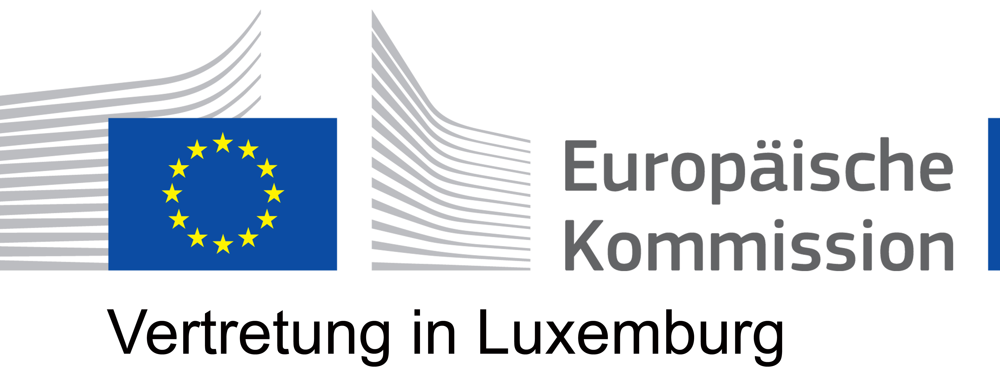 Europäische
Kommission
Vertretung in Luxemburg